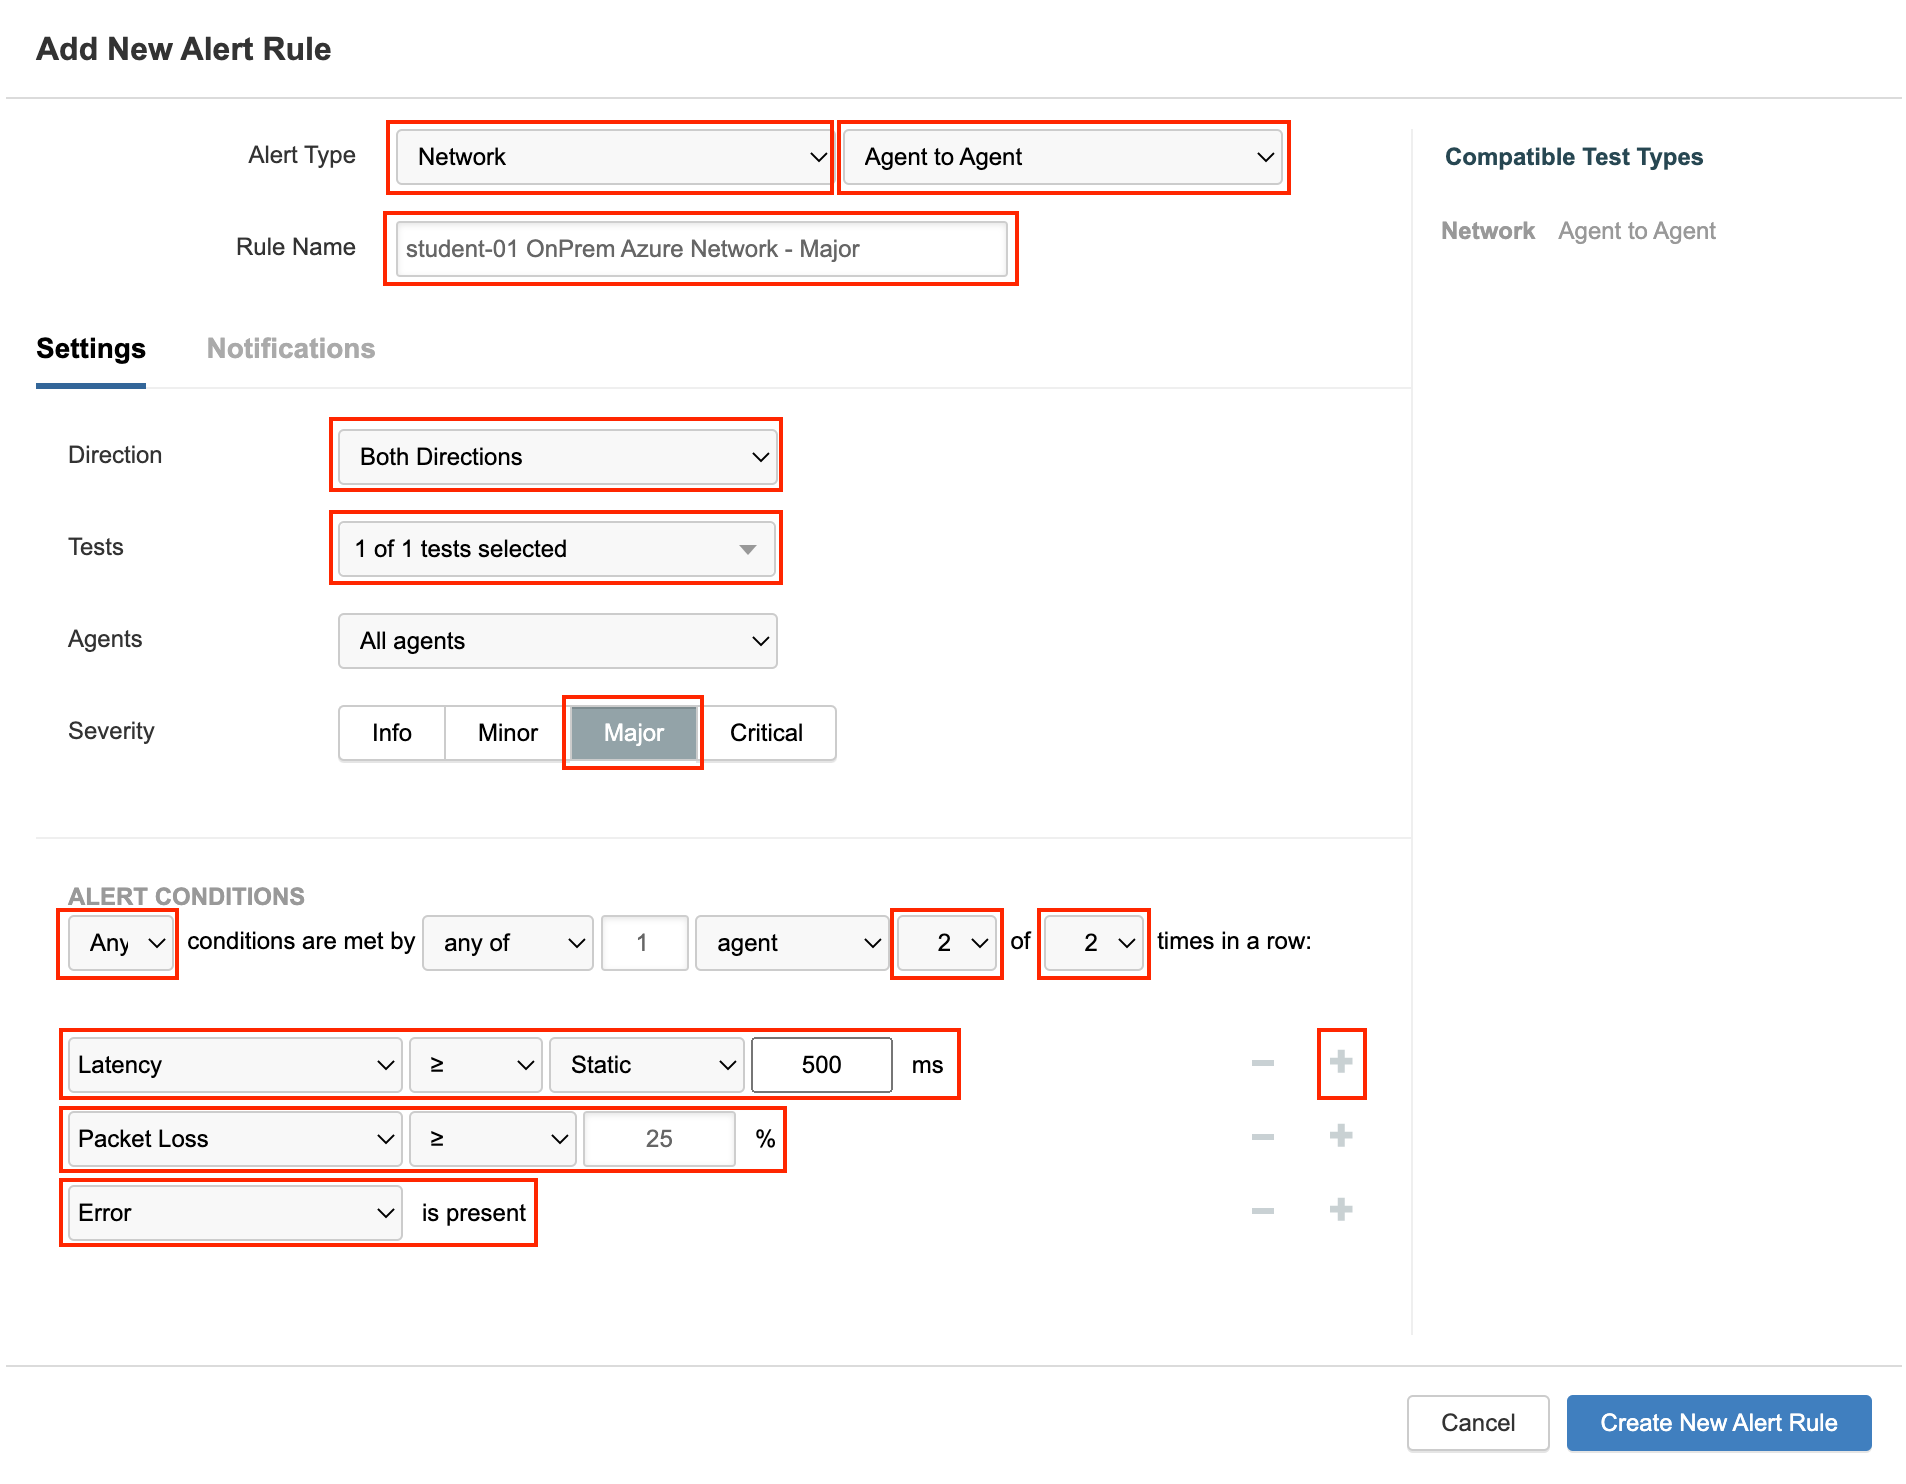 Add New Alert Rule
Alert Type Network Agent to Agent
Compatible Test Types
Network Agent to Agent
Rule Name student-01 OnPrem Azure Network - Major
Settings Notifications
Direction Both Directions
Tests 1 of 1 tests selected
Agents All agents
Severity Info Minor Major Critical
ALERT CONDITIONS
Any conditions are met by any of 1 agent 2 of 2 times in a row:
Latency ≥ Static 500 ms
Packet Loss ≥ 25 %
Error is present
Cancel Create New Alert Rule